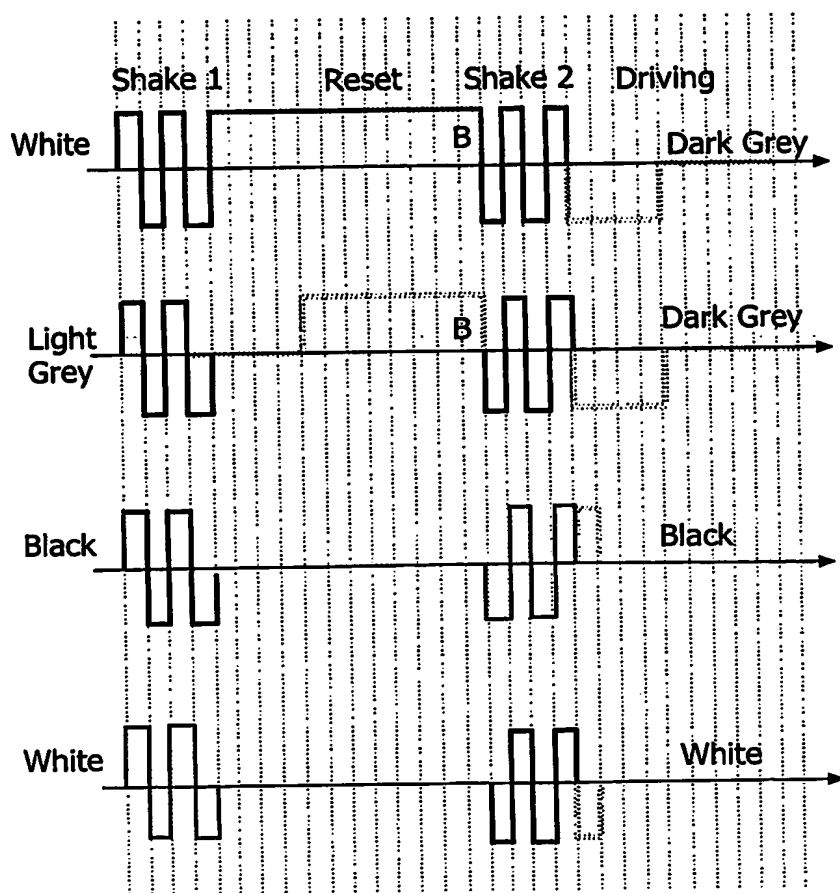 Shake 1 Reset Shake 2 Driving
White B Dark Grey
Light Grey B Dark Grey
Black Black
White White